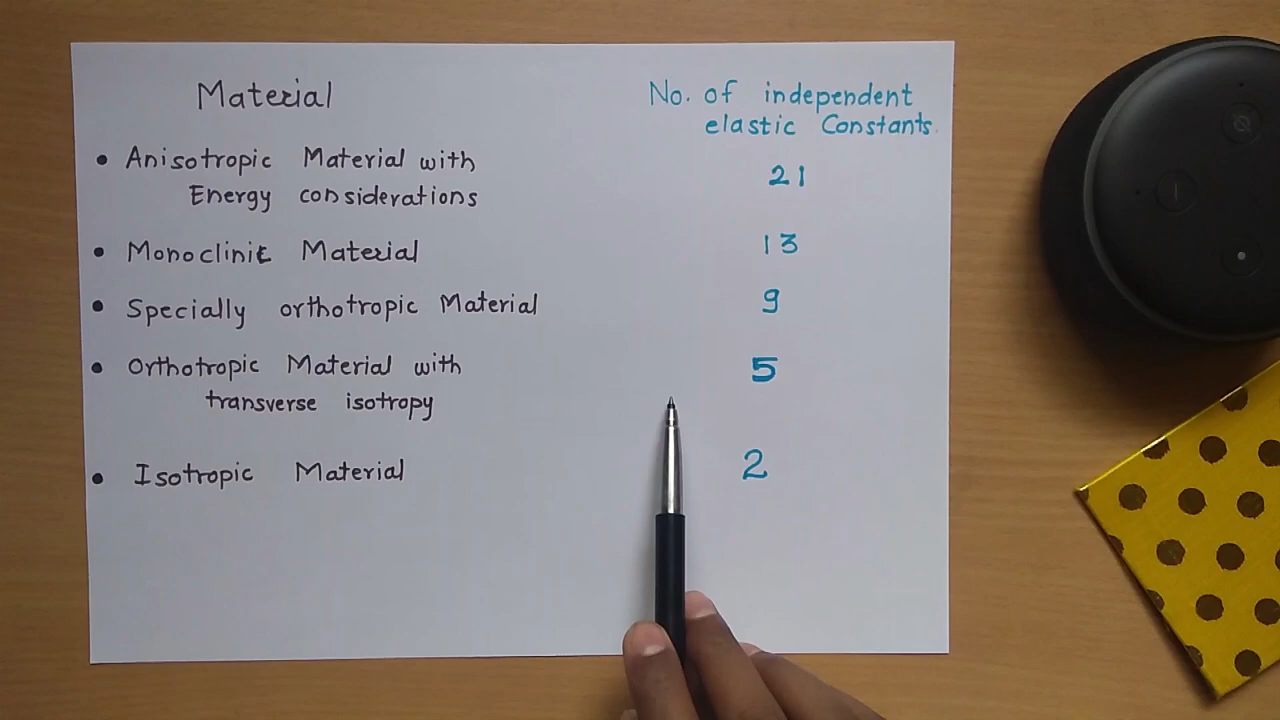 Material No. of independent
elastic Constants.
• Anisotropic Material with
Energy considerations 21
• Monoclinic Material 13
• Specially orthotropic Material 9
• Orthotropic Material with 5
transverse isotropy
• Isotropic Material 2